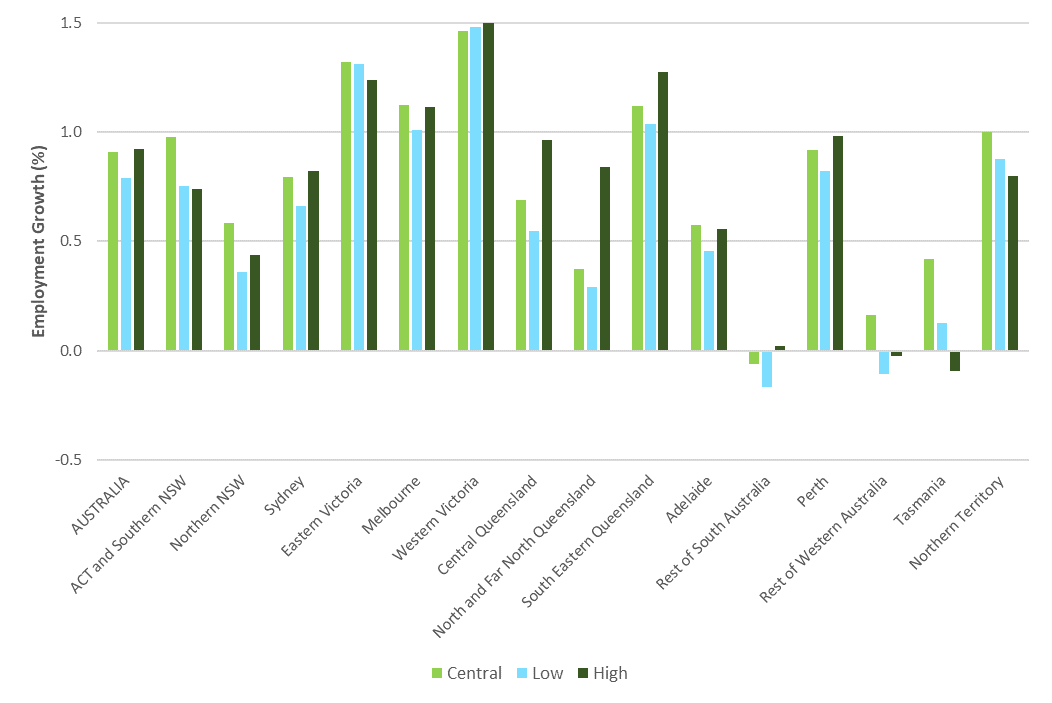 1.5
1.0
0.5
0.0
-0.5
Employment Growth (%)
AUSTRALIA
ACT and Southern NSW
Northern NSW
Sydney
Eastern Victoria
Melbourne
Western Victoria
Central Queensland
North and Far North Queensland
South Eastern Queensland
Adelaide
Rest of South Australia
Perth
Rest of Western Australia
Tasmania
Northern Territory
Central Low High